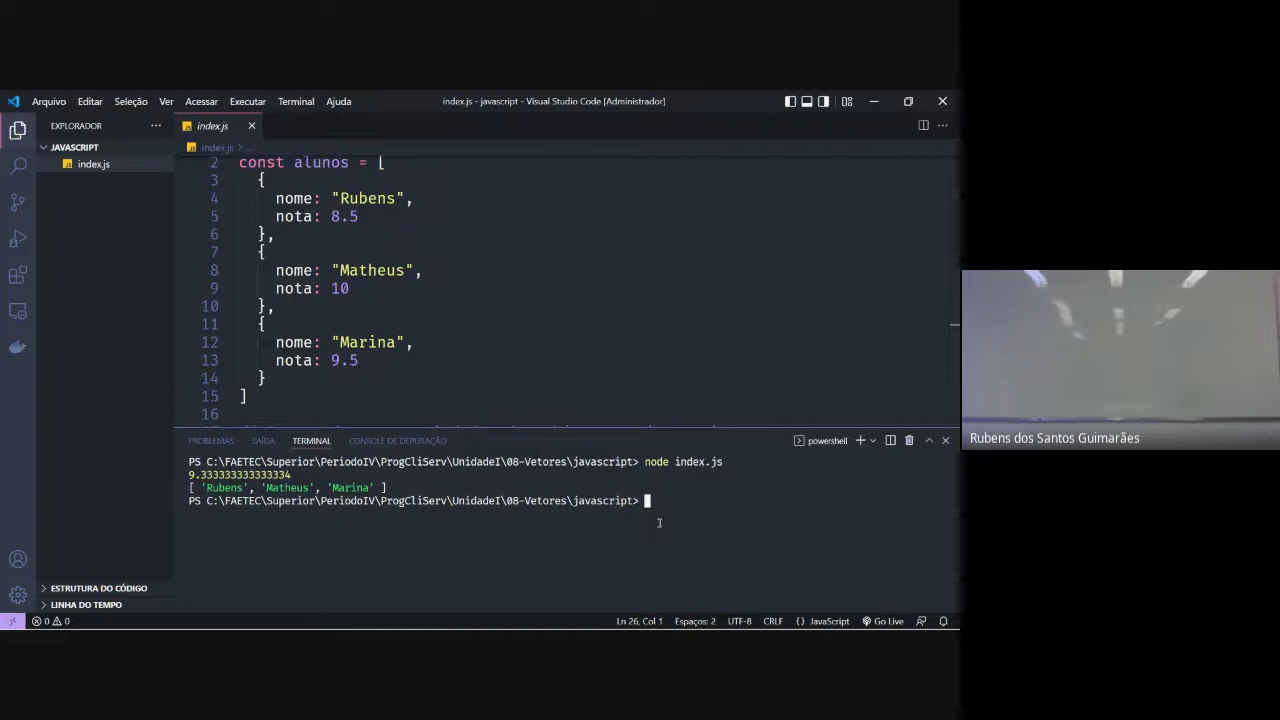 Arquivo Editar Seleção Ver Acessar Executar Terminal Ajuda
index.js - javascript - Visual Studio Code [Administrador]
EXPLORADOR
index.js
JAVASCRIPT
index.js
index.js > ...
2 const alunos = [
3 {
4 nome: "Rubens",
5 nota: 8.5
6 },
7 {
8 nome: "Matheus",
9 nota: 10
10 },
11 {
12 nome: "Marina",
13 nota: 9.5
14 }
15 ]
16
PROBLEMAS SAÍDA TERMINAL CONSOLE DE DEPURAÇÃO
powershell
PS C:\FAETEC\Superior\PeriodoIV\ProgCliServ\UnidadeI\08-Vetores\javascript> node index.js
9.333333333333334
[ 'Rubens', 'Matheus', 'Marina' ]
PS C:\FAETEC\Superior\PeriodoIV\ProgCliServ\UnidadeI\08-Vetores\javascript>
ESTRUTURA DO CÓDIGO
LINHA DO TEMPO
0 0
Ln 26, Col 1 Espaços: 2 UTF-8 CRLF {} JavaScript Go Live
Rubens dos Santos Guimarães